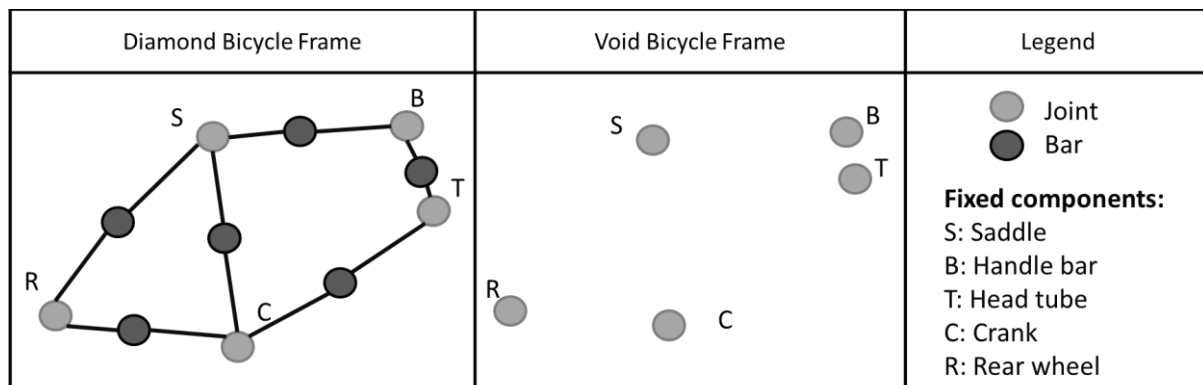 Diamond Bicycle Frame
Void Bicycle Frame
Legend
S
B
T
R
C
S
B
T
R
C
Joint
Bar
Fixed components:
S: Saddle
B: Handle bar
T: Head tube
C: Crank
R: Rear wheel